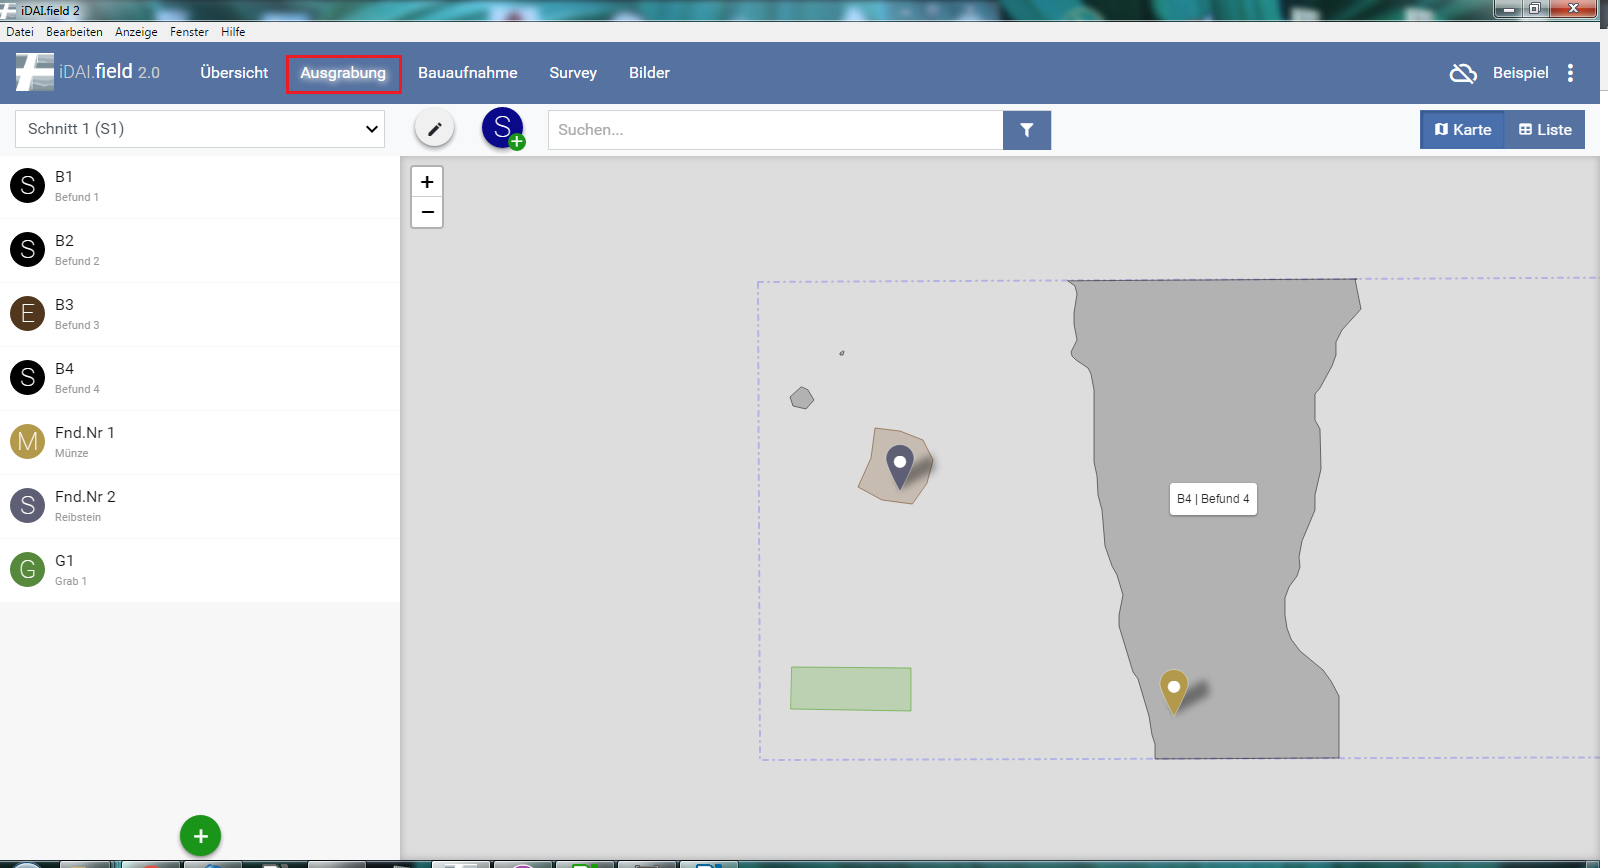 iDAI.field 2
Datei Bearbeiten Anzeige Fenster Hilfe
iDAI.field 2.0 Übersicht Ausgrabung Bauaufnahme Survey Bilder Beispiel
Schnitt 1 (S1) S Suchen... Karte Liste
S B1
Befund 1
S B2
Befund 2
E B3
Befund 3
S B4
Befund 4
M Fnd.Nr 1
Münze
S Fnd.Nr 2
Reibstein
G G1
Grab 1
+
−
B4 | Befund 4
+